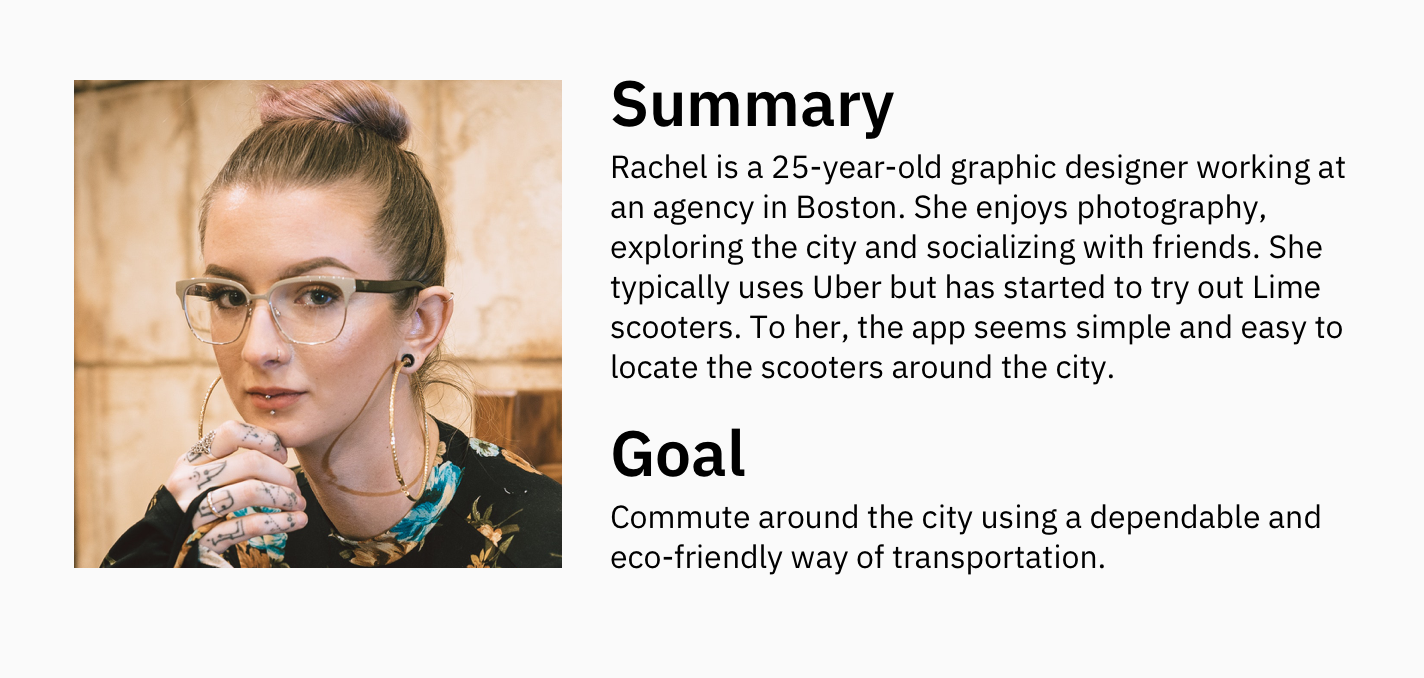 Summary
Rachel is a 25-year-old graphic designer working at
an agency in Boston. She enjoys photography,
exploring the city and socializing with friends. She
typically uses Uber but has started to try out Lime
scooters. To her, the app seems simple and easy to
locate the scooters around the city.
Goal
Commute around the city using a dependable and
eco-friendly way of transportation.